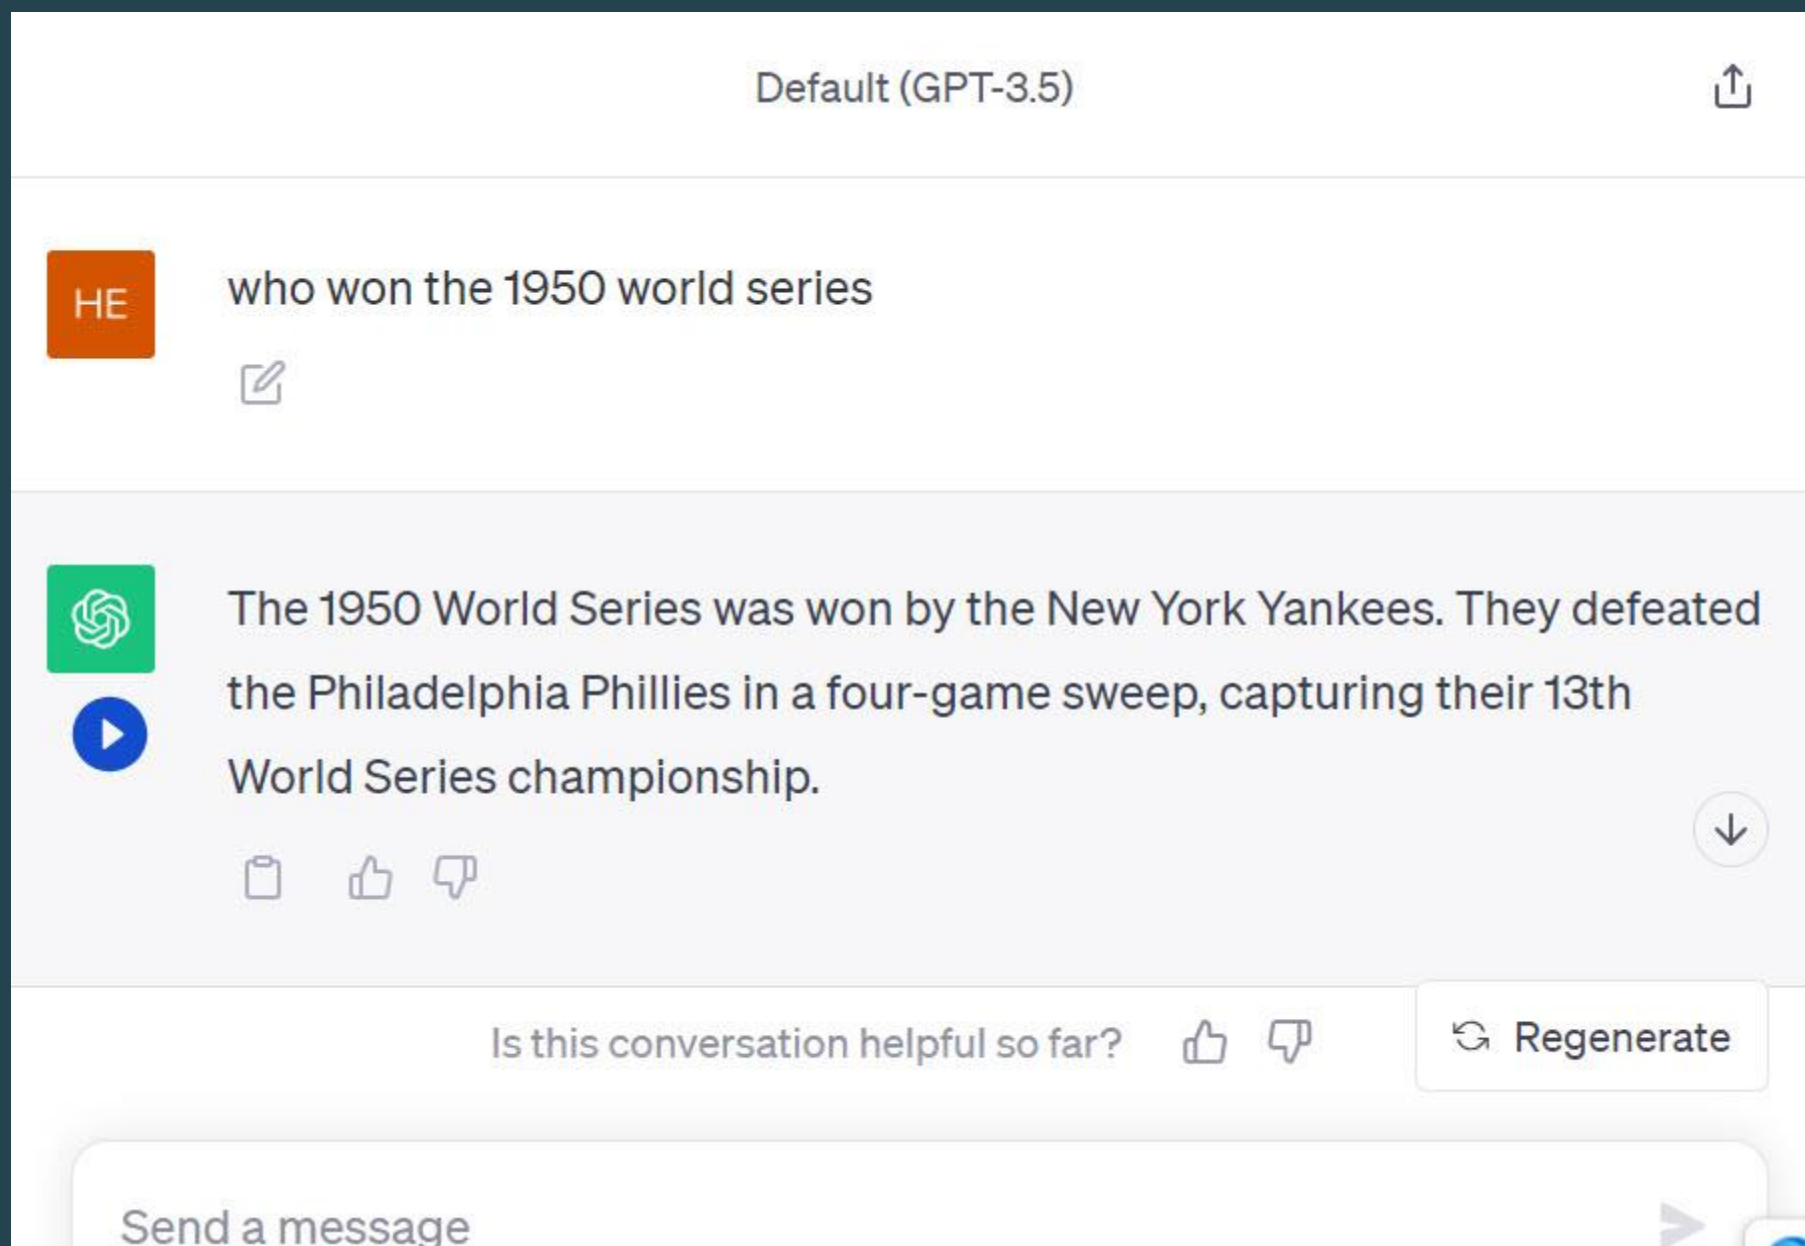 Default (GPT-3.5)
HE
who won the 1950 world series
The 1950 World Series was won by the New York Yankees. They defeated
the Philadelphia Phillies in a four-game sweep, capturing their 13th
World Series championship.
Is this conversation helpful so far?
Regenerate
Send a message